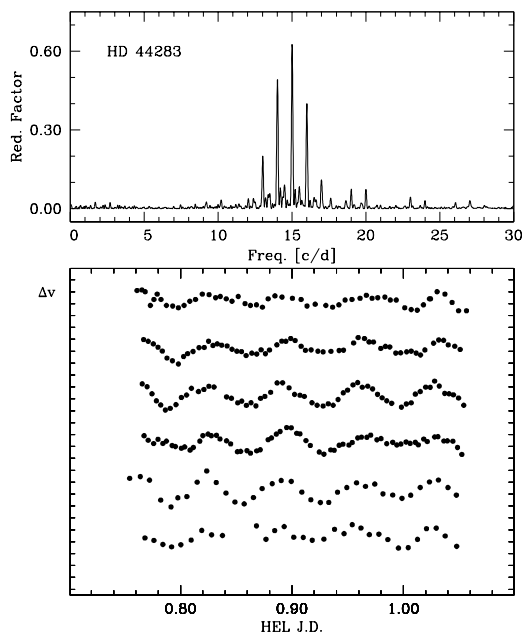 0.60
HD 44283
Red. Factor
0.30
0.00
0 5 10 15 20 25 30
Freq. [c/d]
Δv
0.80 0.90 1.00
HEL J.D.